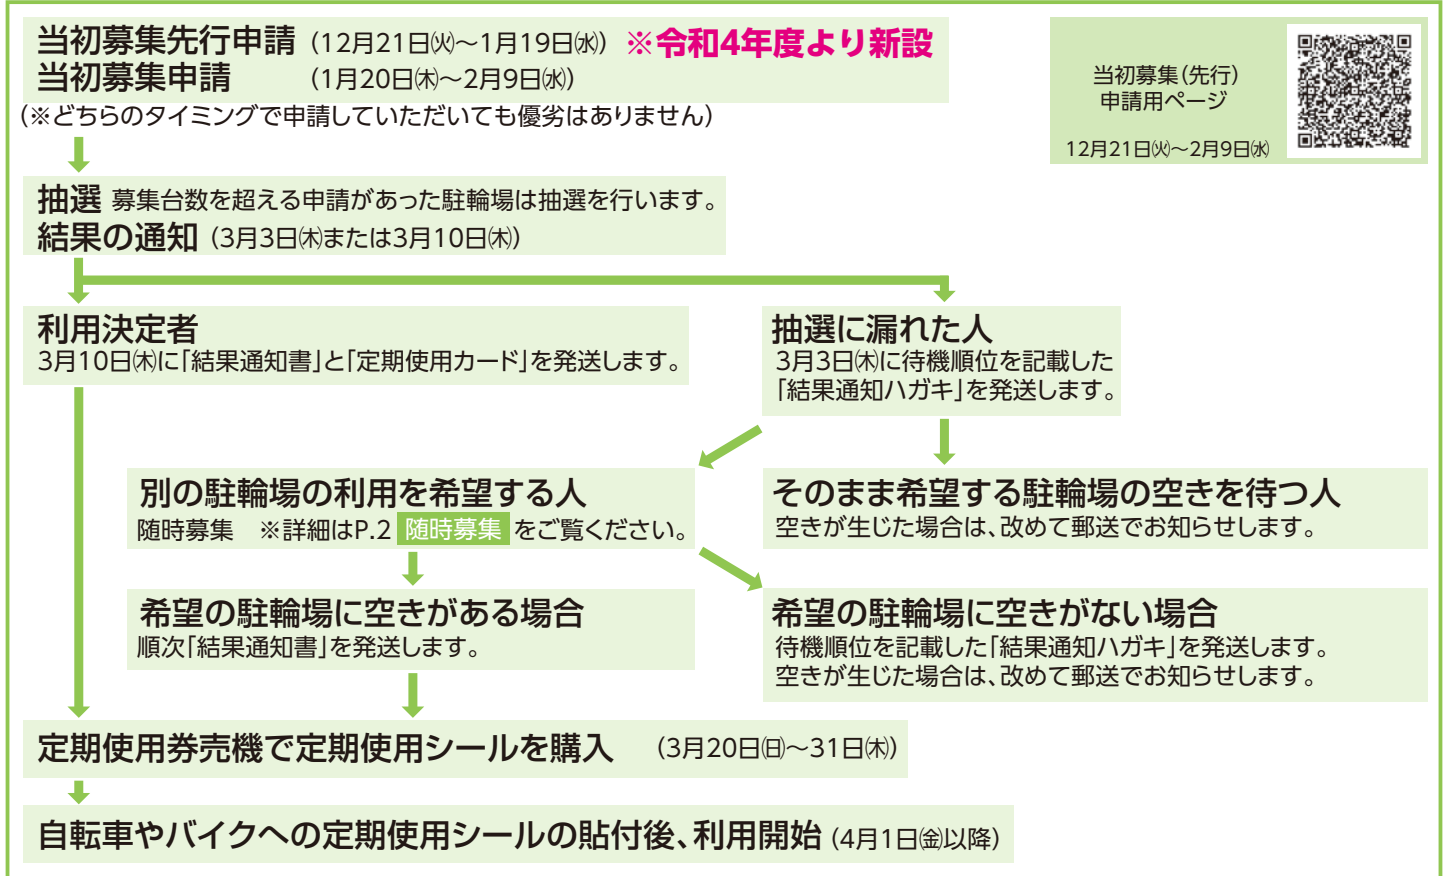 当初募集先行申請（12月21日㈫～1月19日㈬）※令和4年度より新設
当初募集申請（1月20日㈭～2月9日㈬）
（※どちらのタイミングで申請していただいても優劣はありません）
当初募集（先行）
申請用ページ
12月21日㈫～2月9日㈬
抽選 募集台数を超える申請があった駐輪場は抽選を行います。
結果の通知（3月3日㈭または3月10日㈭）
利用決定者
3月10日㈭に「結果通知書」と「定期使用カード」を発送します。
抽選に漏れた人
3月3日㈭に待機順位を記載した
「結果通知ハガキ」を発送します。
別の駐輪場の利用を希望する人
随時募集　※詳細はP.2 随時募集 をご覧ください。
そのまま希望する駐輪場の空きを待つ人
空きが生じた場合は、改めて郵送でお知らせします。
希望の駐輪場に空きがある場合
順次「結果通知書」を発送します。
希望の駐輪場に空きがない場合
待機順位を記載した「結果通知ハガキ」を発送します。
空きが生じた場合は、改めて郵送でお知らせします。
定期使用券売機で定期使用シールを購入　（3月20日㈰～31日㈭）
自転車やバイクへの定期使用シールの貼付後、利用開始（4月1日㈮以降）